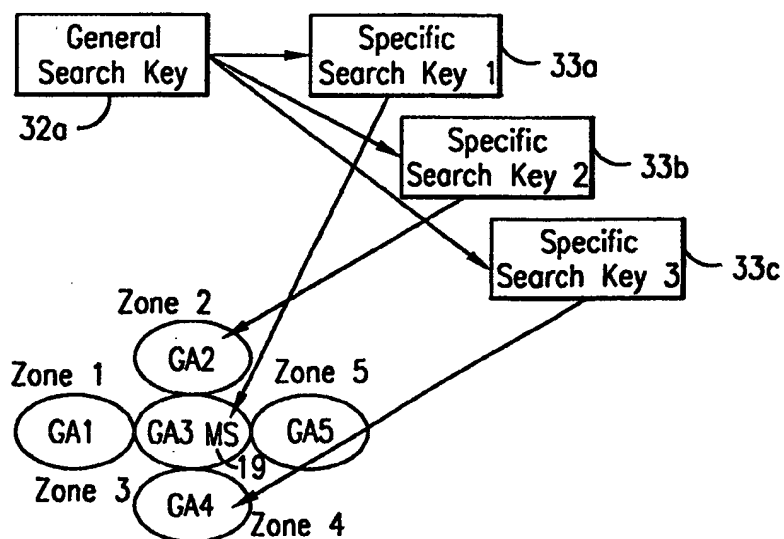 General
Search Key
32a
Specific
Search Key 1
33a
Specific
Search Key 2
33b
Specific
Search Key 3
33c
Zone 2
GA2
Zone 1
Zone 5
GA1
GA3 MS
GA5
19
Zone 3
GA4
Zone 4